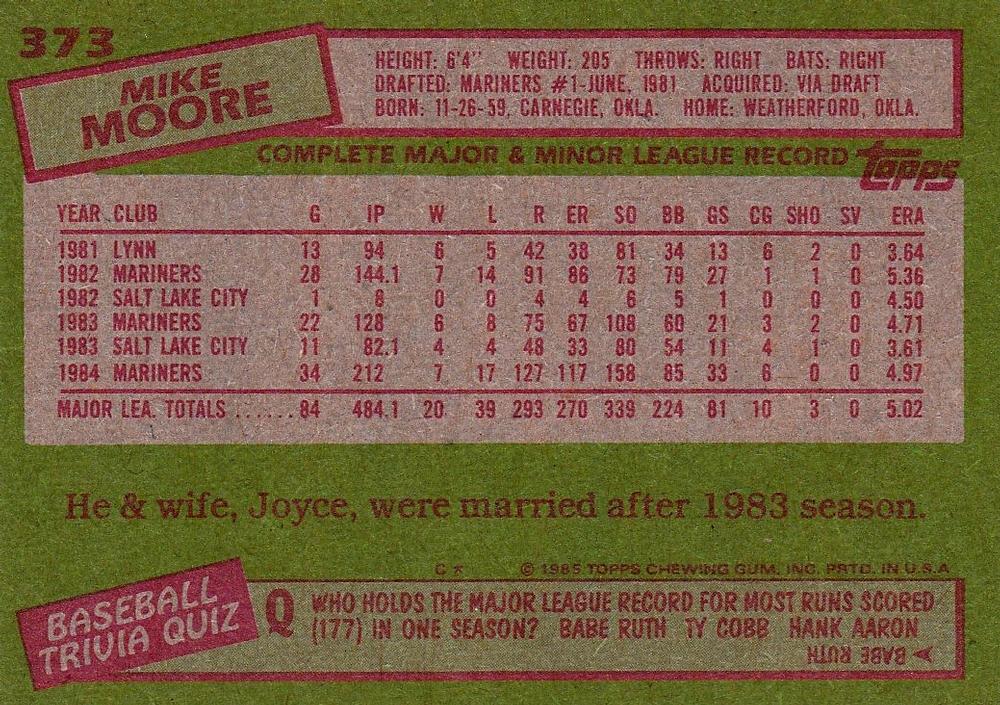 373
MIKE
MOORE
HEIGHT: 6'4" WEIGHT: 205 THROWS: RIGHT BATS: RIGHT
DRAFTED: MARINERS #1-JUNE, 1981 ACQUIRED: VIA DRAFT
BORN: 11-26-59, CARNEGIE, OKLA. HOME: WEATHERFORD, OKLA.
COMPLETE MAJOR & MINOR LEAGUE RECORD topps
YEAR CLUB G IP W L R ER SO BB GS CG SHO SV ERA
1981 LYNN 13 94 6 5 42 38 81 34 13 6 2 0 3.64
1982 MARINERS 28 144.1 7 14 91 86 73 79 27 1 1 0 5.36
1982 SALT LAKE CITY 1 8 0 0 4 4 6 5 1 0 0 0 4.50
1983 MARINERS 22 128 6 8 75 67 108 60 21 3 2 0 4.71
1983 SALT LAKE CITY 11 82.1 4 4 48 33 80 54 11 4 1 0 3.61
1984 MARINERS 34 212 7 17 127 117 158 85 33 6 0 0 4.97
MAJOR LEA. TOTALS ...... 84 484.1 20 39 293 270 339 224 81 10 3 0 5.02
He & wife, Joyce, were married after 1983 season.
C* © 1985 TOPPS CHEWING GUM, INC. PRTD. IN U.S.A
BASEBALL
TRIVIA QUIZ
Q WHO HOLDS THE MAJOR LEAGUE RECORD FOR MOST RUNS SCORED
(177) IN ONE SEASON? BABE RUTH TY COBB HANK AARON
A BABE RUTH